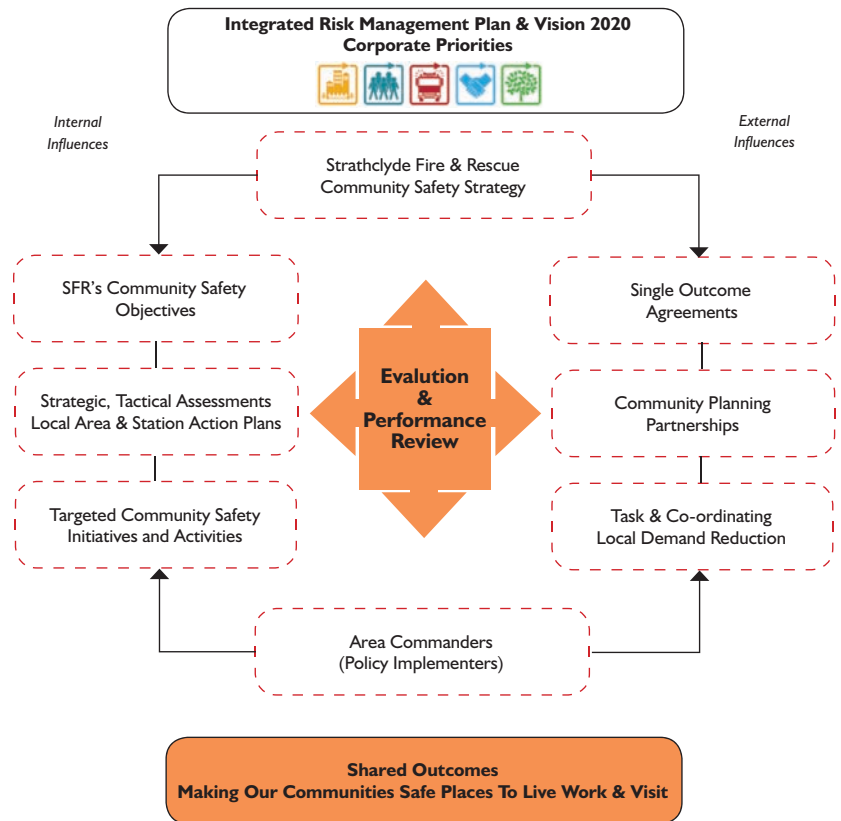 Integrated Risk Management Plan & Vision 2020
Corporate Priorities
Internal
Influences
External
Influences
Strathclyde Fire & Rescue
Community Safety Strategy
SFR's Community Safety
Objectives
Single Outcome
Agreements
Strategic, Tactical Assessments
Local Area & Station Action Plans
Evalution
&
Performance
Review
Community Planning
Partnerships
Targeted Community Safety
Initiatives and Activities
Task & Co-ordinating
Local Demand Reduction
Area Commanders
(Policy Implementers)
Shared Outcomes
Making Our Communities Safe Places To Live Work & Visit